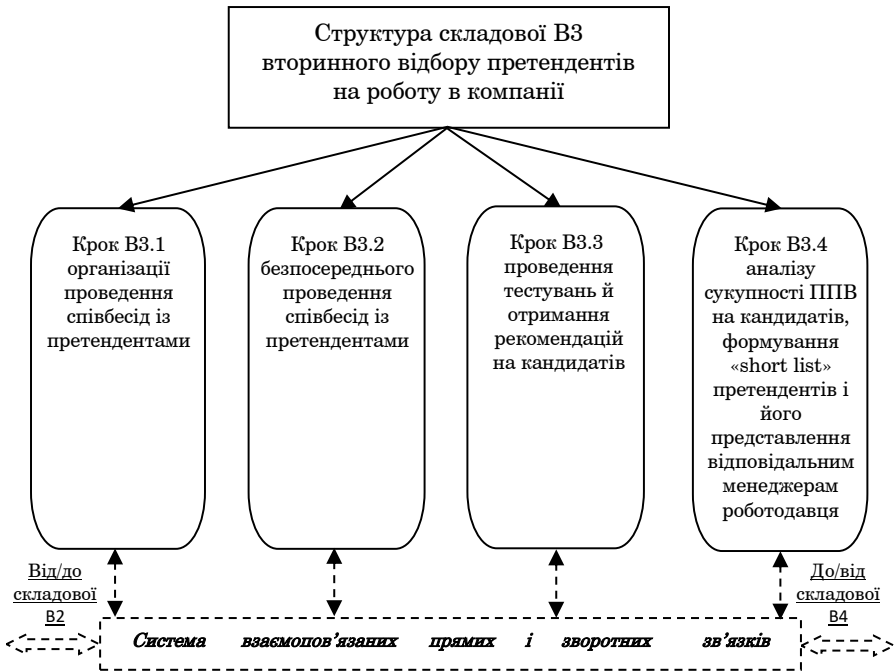 Структура складової В3
вторинного відбору претендентів
на роботу в компанії
Крок В3.1
організації
проведення
співбесід із
претендентами
Крок В3.2
безпосереднього
проведення
співбесід із
претендентами
Крок В3.3
проведення
тестувань й
отримання
рекомендацій
на кандидатів
Крок В3.4
аналізу
сукупності ППВ
на кандидатів,
формування
«short list»
претендентів і
його
представлення
відповідальним
менеджерам
роботодавця
Від/до
складової
В2
До/від
складової
В4
Система взаємопов’язаних прямих і зворотних зв’язків